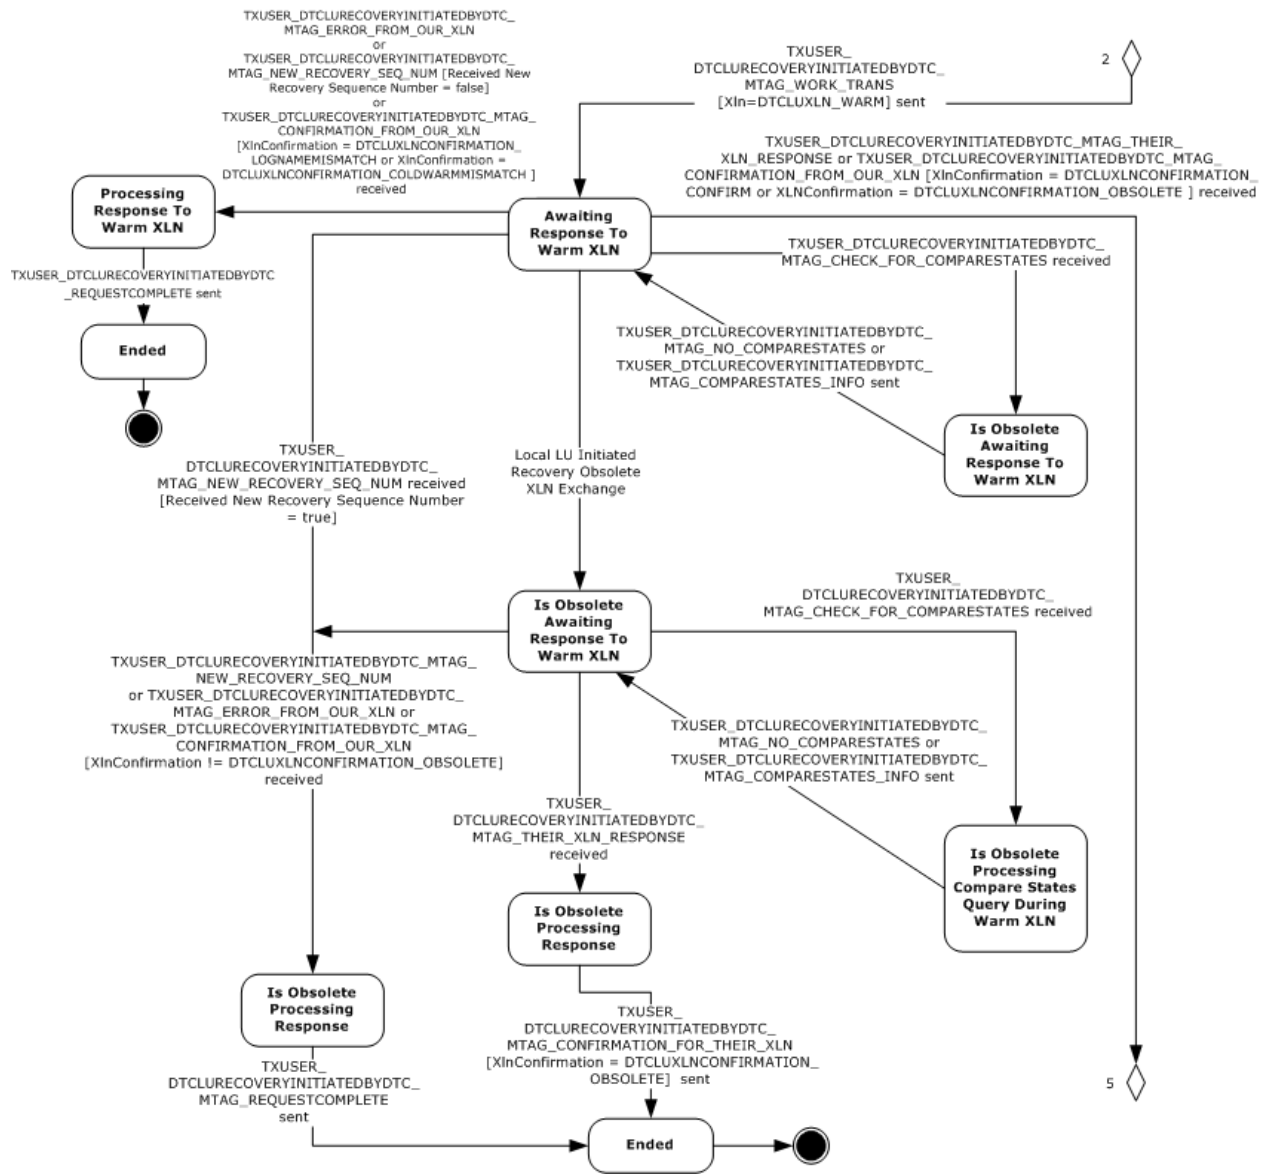 TXUSER_DTCLURECOVERYINITIATEDBYDTC_
MTAG_ERROR_FROM_OUR_XLN
or
TXUSER_DTCLURECOVERYINITIATEDBYDTC_
MTAG_NEW_RECOVERY_SEQ_NUM [Received New
Recovery Sequence Number = false]
or
TXUSER_DTCLURECOVERYINITIATEDBYDTC_MTAG_
CONFIRMATION_FROM_OUR_XLN
[XlnConfirmation = DTCLUXLNCONFIRMATION_
LOGNAMEMISMATCH or XlnConfirmation =
DTCLUXLNCONFIRMATION_COLDWARMMISMATCH ]
received
TXUSER_
DTCLURECOVERYINITIATEDBYDTC_
MTAG_WORK_TRANS
[Xln=DTCLUXLN_WARM] sent
2
TXUSER_DTCLURECOVERYINITIATEDBYDTC_MTAG_THEIR_
XLN_RESPONSE or TXUSER_DTCLURECOVERYINITIATEDBYDTC_MTAG_
CONFIRMATION_FROM_OUR_XLN [XlnConfirmation = DTCLUXLNCONFIRMATION_
CONFIRM or XLNConfirmation = DTCLUXLNCONFIRMATION_OBSOLETE ] received
Processing
Response To
Warm XLN
Awaiting
Response To
Warm XLN
TXUSER_DTCLURECOVERYINITIATEDBYDTC_
MTAG_CHECK_FOR_COMPARESTATES received
TXUSER_DTCLURECOVERYINITIATEDBYDTC
_REQUESTCOMPLETE sent
Ended
TXUSER_DTCLURECOVERYINITIATEDBYDTC_
MTAG_NO_COMPARESTATES or
TXUSER_DTCLURECOVERYINITIATEDBYDTC_
MTAG_COMPARESTATES_INFO sent
Is Obsolete
Awaiting
Response To
Warm XLN
TXUSER_
DTCLURECOVERYINITIATEDBYDTC_
MTAG_NEW_RECOVERY_SEQ_NUM received
[Received New Recovery Sequence Number
= true]
Local LU Initiated
Recovery Obsolete
XLN Exchange
TXUSER_
DTCLURECOVERYINITIATEDBYDTC_
MTAG_CHECK_FOR_COMPARESTATES received
Is Obsolete
Awaiting
Response To
Warm XLN
TXUSER_DTCLURECOVERYINITIATEDBYDTC_MTAG_
NEW_RECOVERY_SEQ_NUM
or TXUSER_DTCLURECOVERYINITIATEDBYDTC_
MTAG_ERROR_FROM_OUR_XLN or
TXUSER_DTCLURECOVERYINITIATEDBYDTC_MTAG_
CONFIRMATION_FROM_OUR_XLN
[XlnConfirmation != DTCLUXLNCONFIRMATION_OBSOLETE]
received
TXUSER_DTCLURECOVERYINITIATEDBYDTC_
MTAG_NO_COMPARESTATES or
TXUSER_DTCLURECOVERYINITIATEDBYDTC_
MTAG_COMPARESTATES_INFO sent
TXUSER_
DTCLURECOVERYINITIATEDBYDTC_
MTAG_THEIR_XLN_RESPONSE
received
Is Obsolete
Processing
Compare States
Query During
Warm XLN
Is Obsolete
Processing
Response
Is Obsolete
Processing
Response
TXUSER_
DTCLURECOVERYINITIATEDBYDTC_
MTAG_CONFIRMATION_FOR_THEIR_XLN
[XlnConfirmation = DTCLUXLNCONFIRMATION_
OBSOLETE] sent
TXUSER_
DTCLURECOVERYINITIATEDBYDTC_
MTAG_REQUESTCOMPLETE
sent
5
Ended